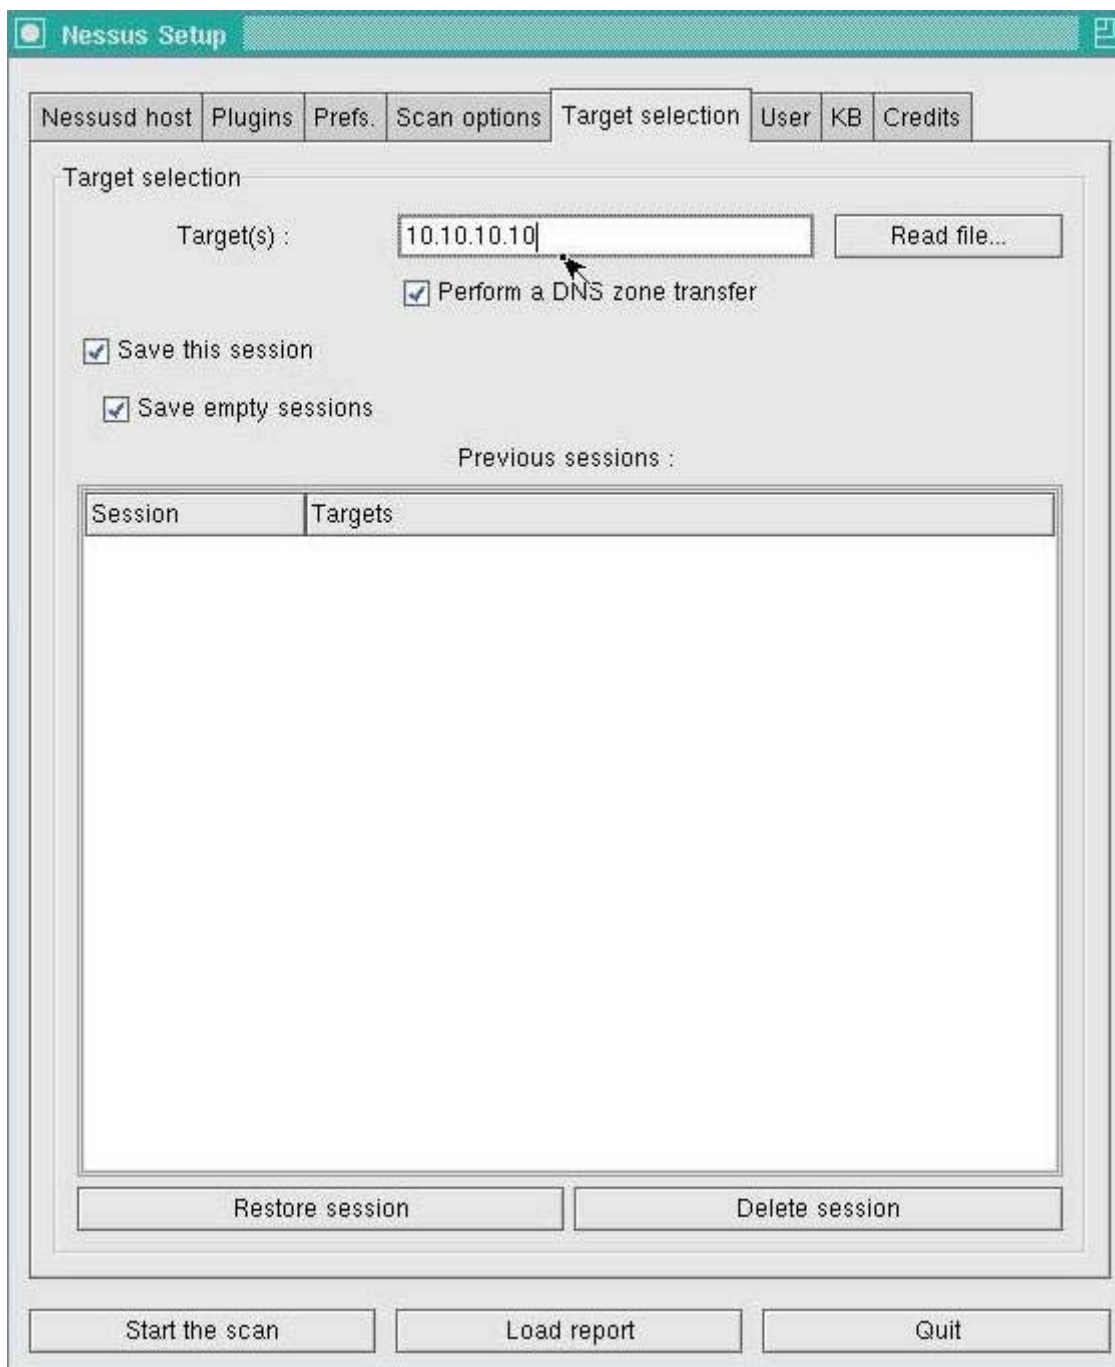 Nessus Setup
Nessusd host Plugins Prefs. Scan options Target selection User KB Credits
Target selection
Target(s) : 10.10.10.10 Read file...
Perform a DNS zone transfer
Save this session
Save empty sessions
Previous sessions :
Session Targets
Restore session Delete session
Start the scan Load report Quit